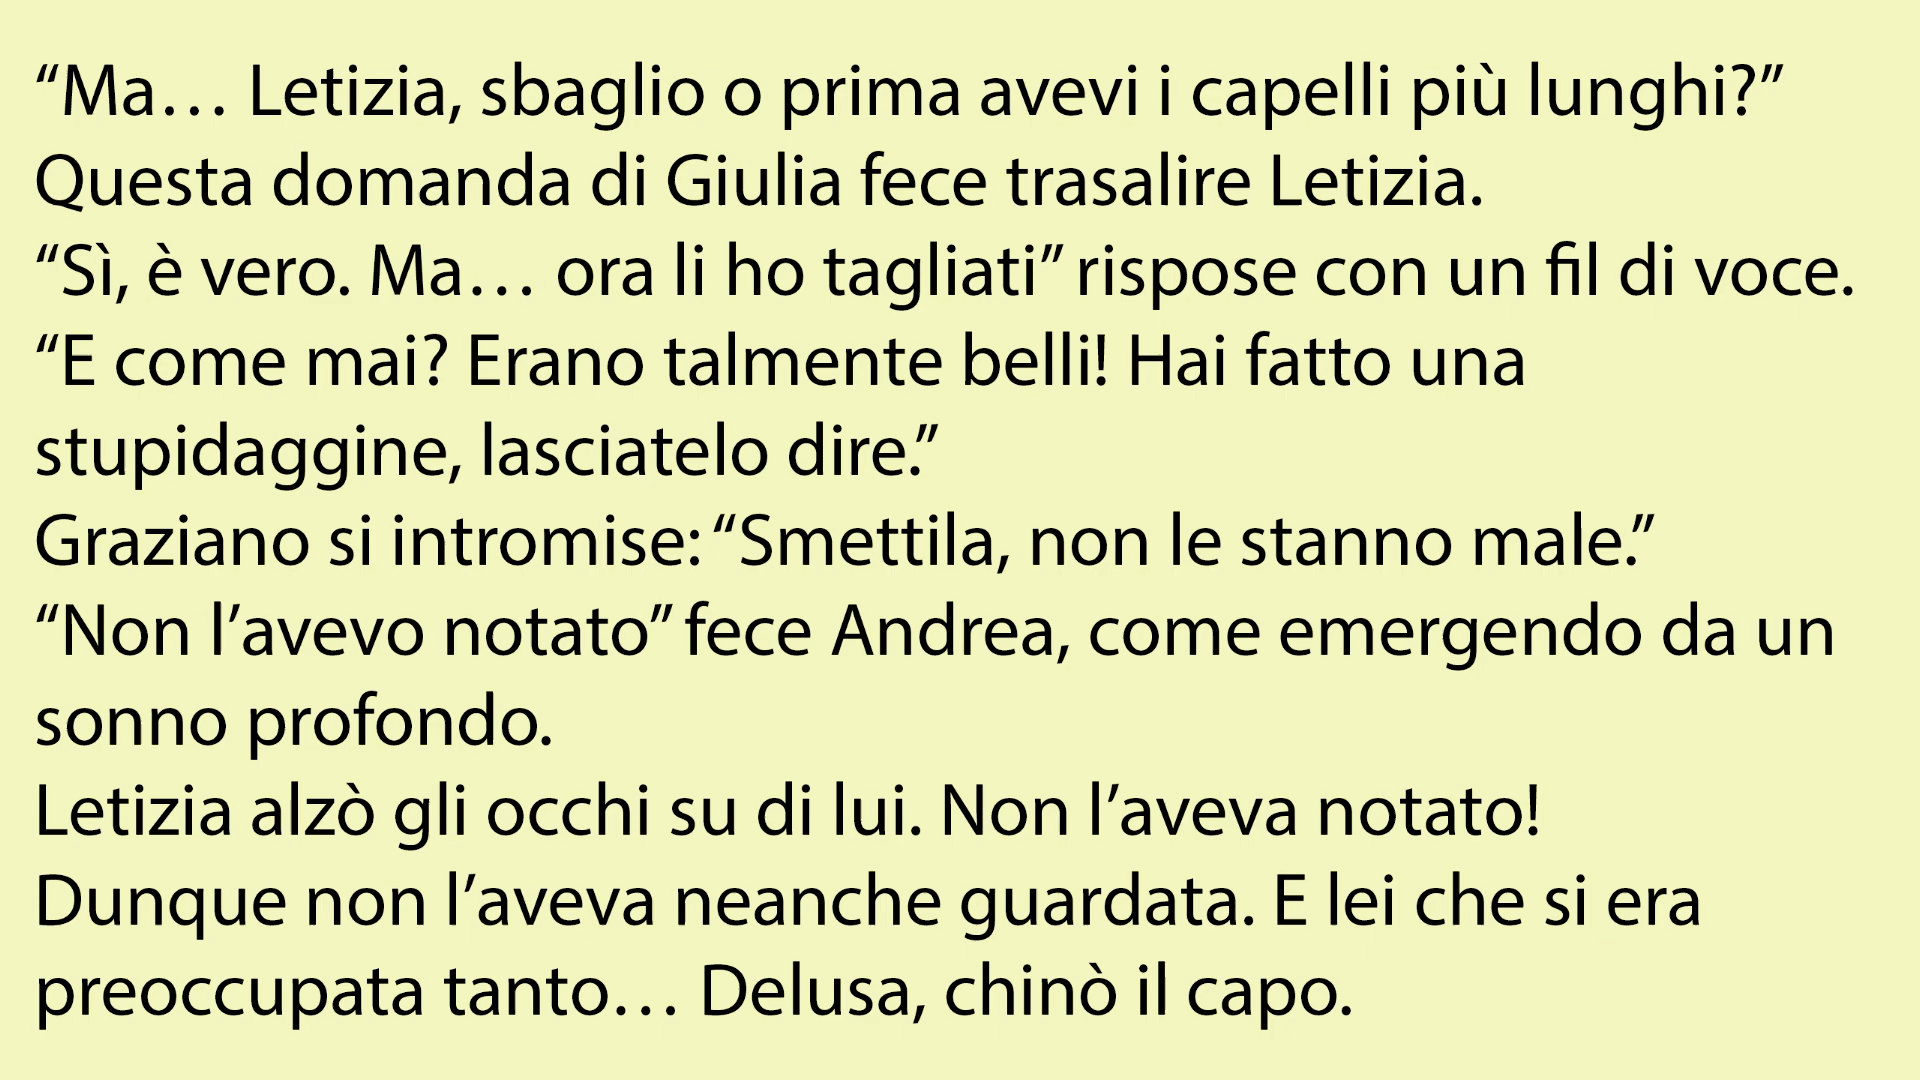 “Ma… Letizia, sbaglio o prima avevi i capelli più lunghi?”
Questa domanda di Giulia fece trasalire Letizia.
“Sì, è vero. Ma… ora li ho tagliati” rispose con un fil di voce.
“E come mai? Erano talmente belli! Hai fatto una
stupidaggine, lasciatelo dire.”
Graziano si intromise: “Smettila, non le stanno male.”
“Non l’avevo notato” fece Andrea, come emergendo da un
sonno profondo.
Letizia alzò gli occhi su di lui. Non l’aveva notato!
Dunque non l’aveva neanche guardata. E lei che si era
preoccupata tanto… Delusa, chinò il capo.